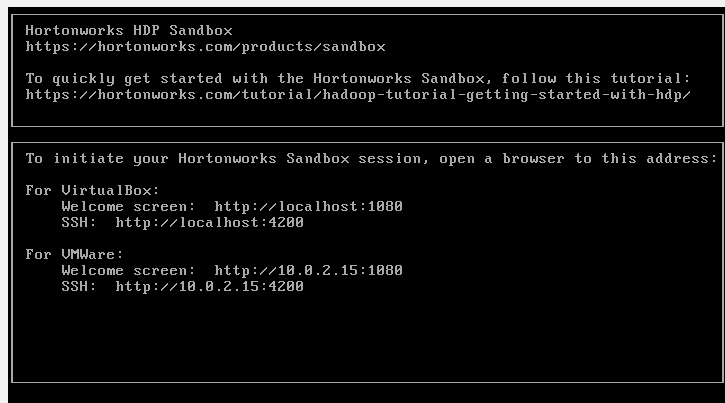 Hortonworks HDP Sandbox
https://hortonworks.com/products/sandbox
To quickly get started with the Hortonworks Sandbox, follow this tutorial:
https://hortonworks.com/tutorial/hadoop-tutorial-getting-started-with-hdp/
To initiate your Hortonworks Sandbox session, open a browser to this address:
For VirtualBox:
Welcome screen: http://localhost:1080
SSH: http://localhost:4200
For VMWare:
Welcome screen: http://10.0.2.15:1080
SSH: http://10.0.2.15:4200